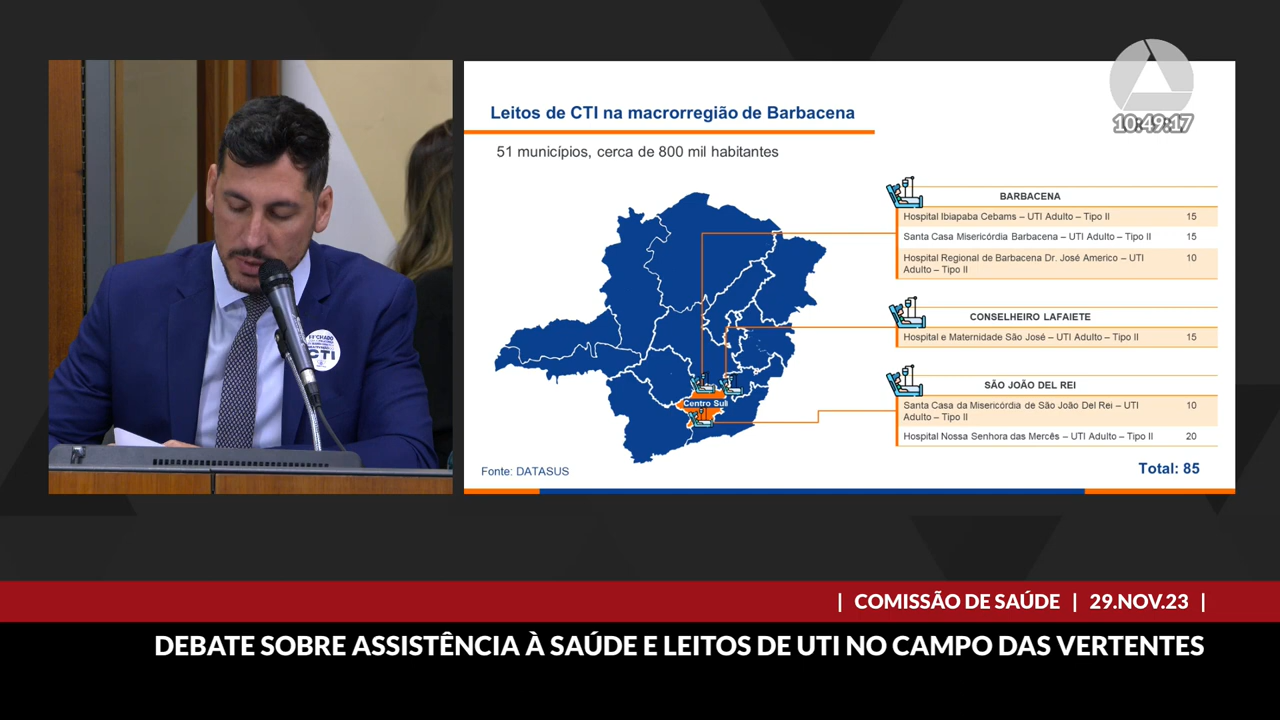 Leitos de CTI na macrorregião de Barbacena
10:49:17
51 municípios, cerca de 800 mil habitantes
BARBACENA
Hospital Ibiapaba Cebams – UTI Adulto – Tipo II 15
Santa Casa Misericórdia Barbacena – UTI Adulto – Tipo II 15
Hospital Regional de Barbacena Dr. José Americo – UTI 10
Adulto – Tipo II
CONSELHEIRO LAFAIETE
Hospital e Maternidade São José – UTI Adulto – Tipo II 15
SÃO JOÃO DEL REI
Santa Casa da Misericórdia de São João Del Rei – UTI 10
Adulto – Tipo II
Hospital Nossa Senhora das Mercês – UTI Adulto – Tipo II 20
Centro Sul
Fonte: DATASUS
Total: 85
CTI
| COMISSÃO DE SAÚDE | 29.NOV.23 |
DEBATE SOBRE ASSISTÊNCIA À SAÚDE E LEITOS DE UTI NO CAMPO DAS VERTENTES